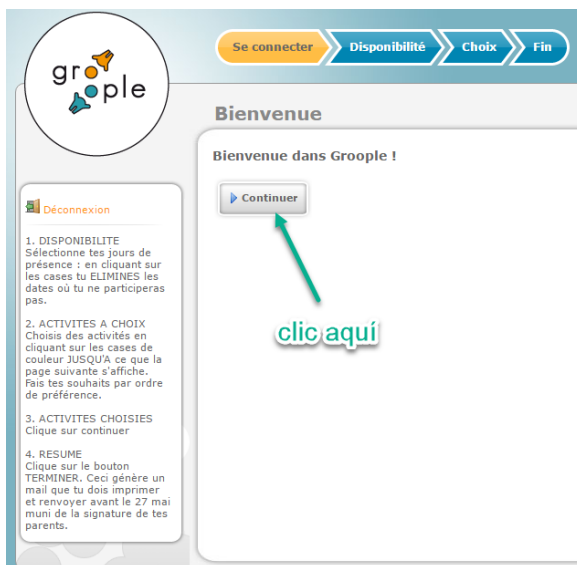 gro
ople
Se connecter
Disponibilité
Choix
Fin
Bienvenue
Bienvenue dans Groople !
Continuer
clic aquí
Déconnexion
1. DISPONIBILITE
Sélectionne tes jours de
présence : en cliquant sur
les cases tu ELIMINES les
dates où tu ne participeras
pas.
2. ACTIVITES A CHOIX
Choisis des activités en
cliquant sur les cases de
couleur JUSQU'A ce que la
page suivante s'affiche.
Fais tes souhaits par ordre
de préférence.
3. ACTIVITES CHOISIES
Clique sur continuer
4. RESUME
Clique sur le bouton
TERMINER. Ceci génère un
mail que tu dois imprimer
et renvoyer avant le 27 mai
muni de la signature de tes
parents.